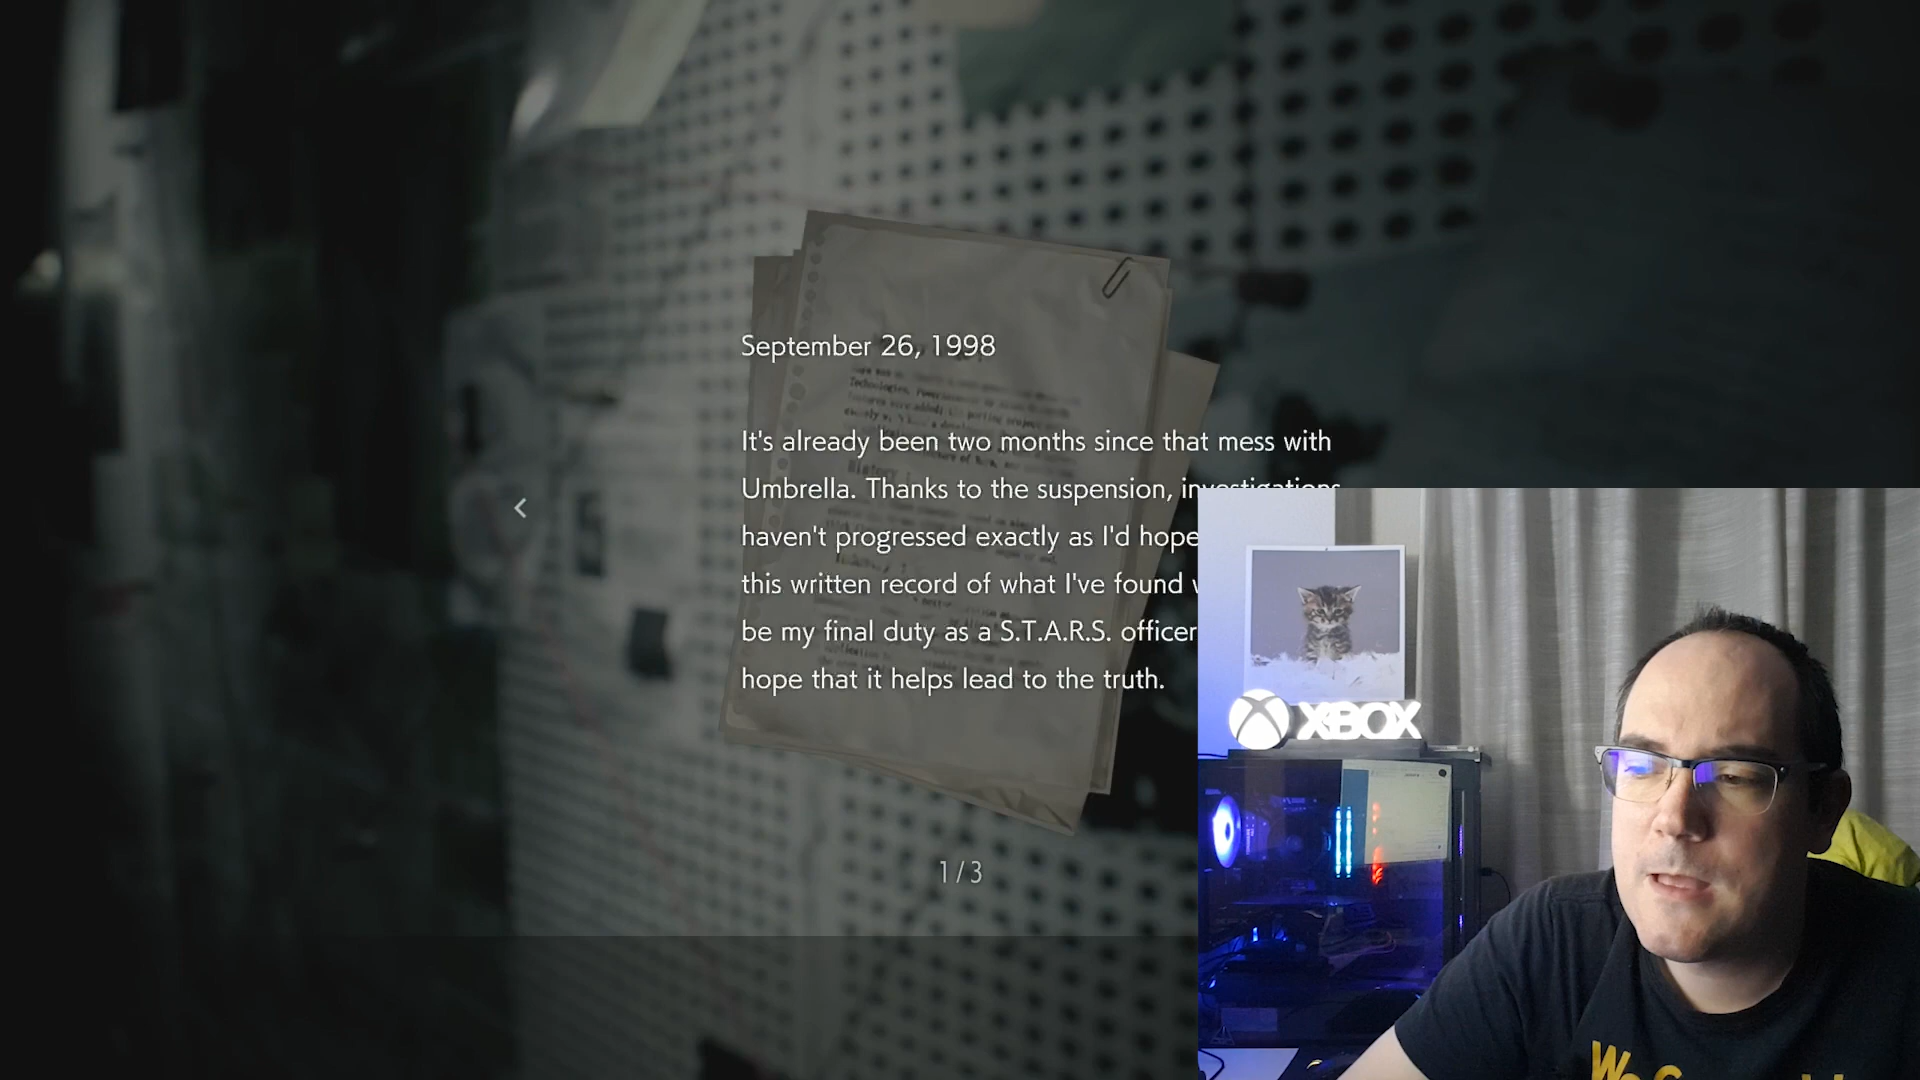 September 26, 1998
It's already been two months since that mess with
Umbrella. Thanks to the suspension, investigations
haven't progressed exactly as I'd hope
this written record of what I've found
be my final duty as a S.T.A.R.S. officer
hope that it helps lead to the truth.
1/3
XBOX